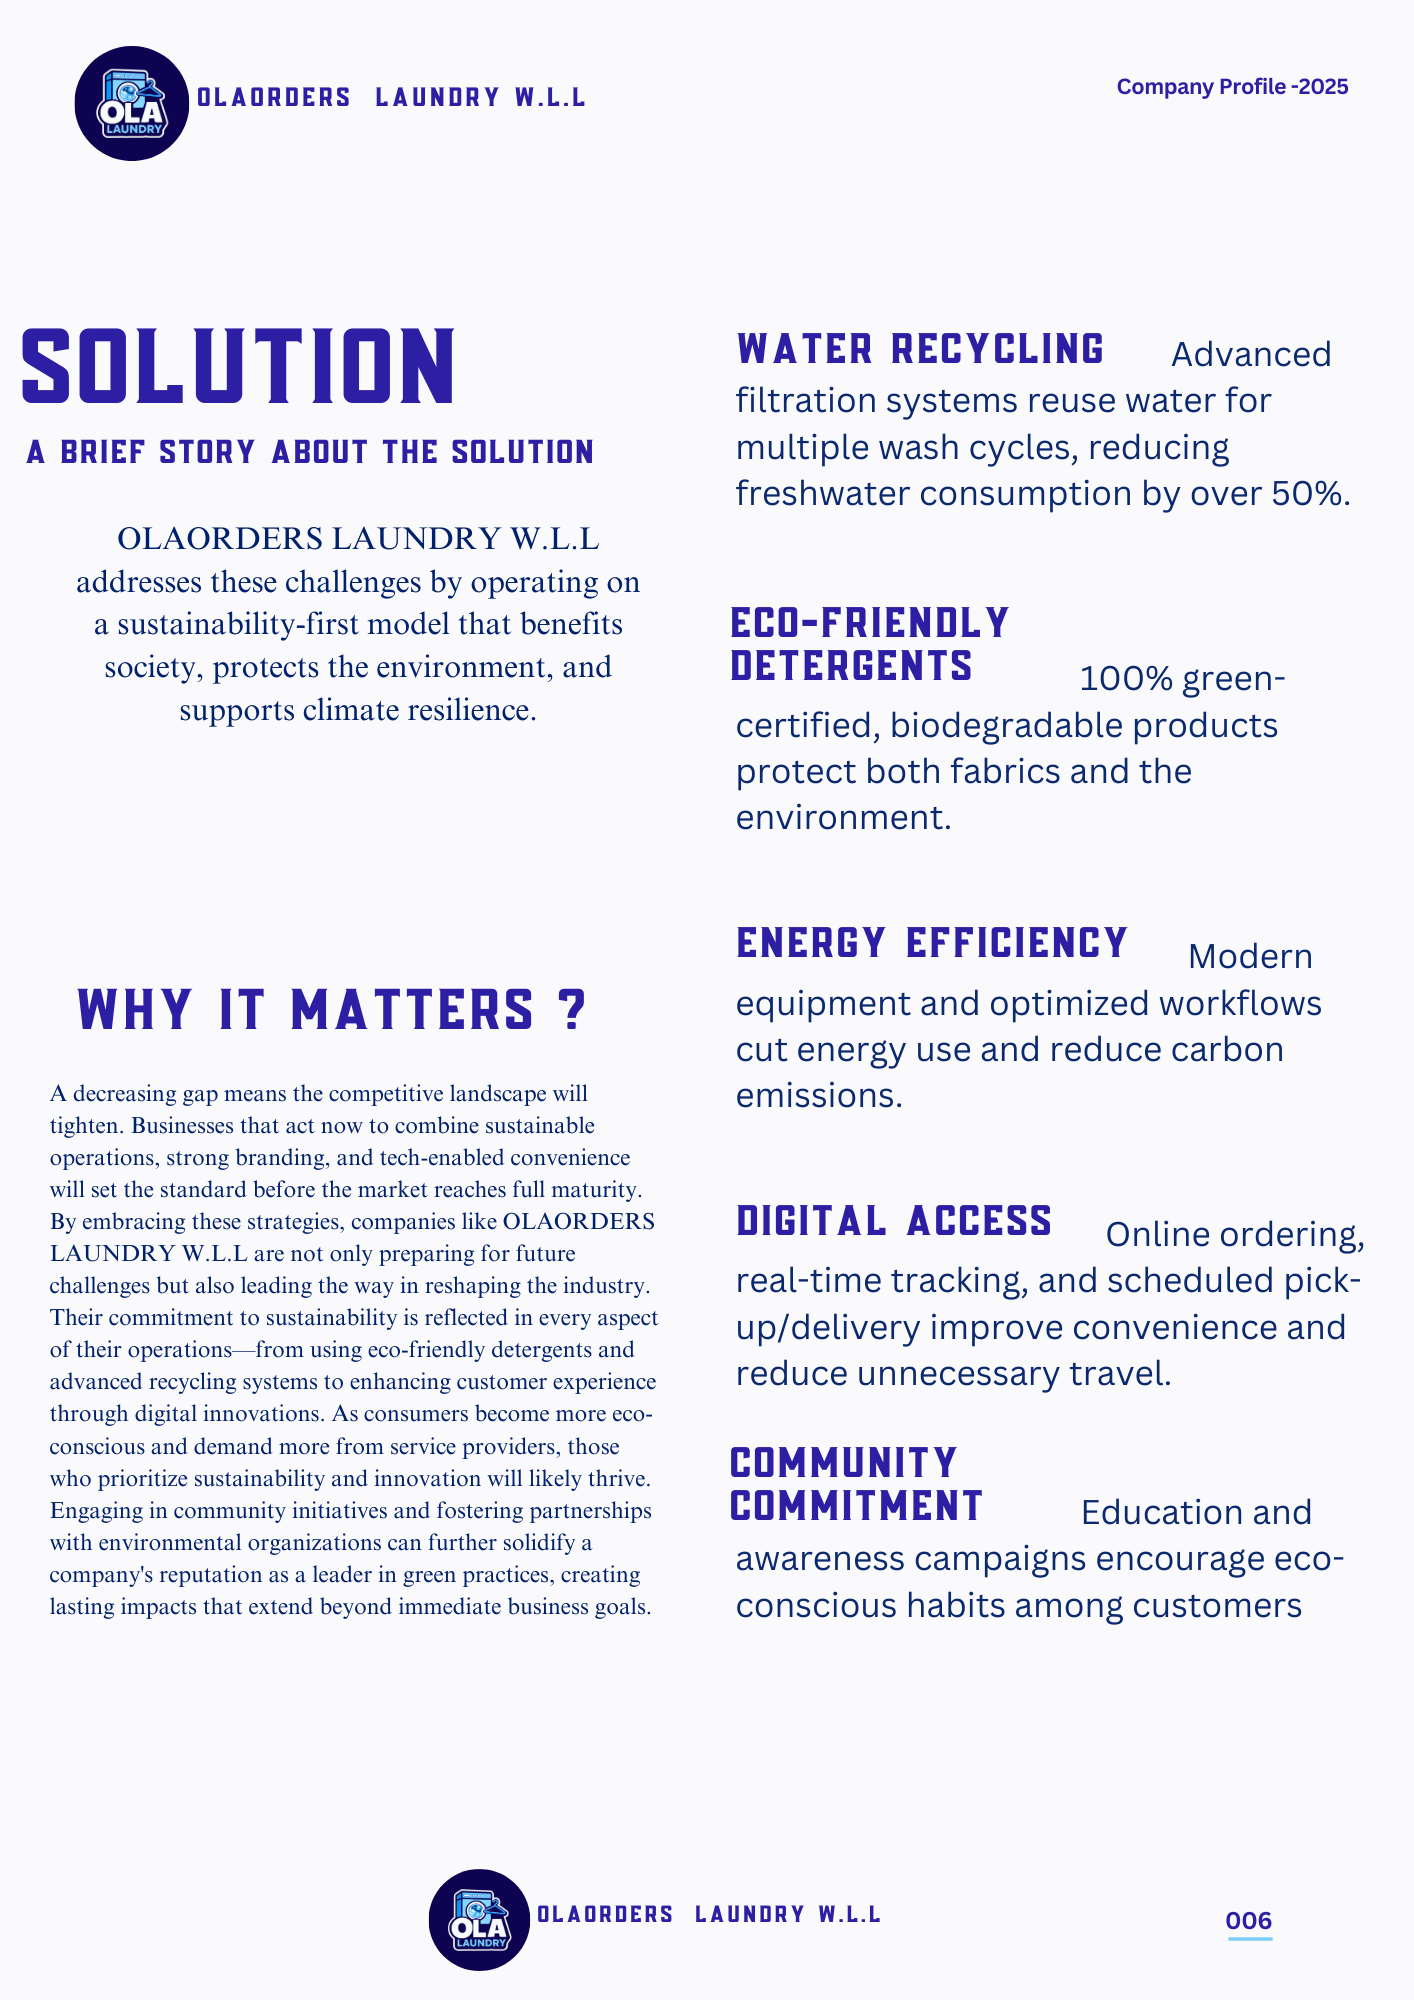 OLA
LAUNDRY
OLAORDERS LAUNDRY W.L.L
Company Profile -2025
SOLUTION
A BRIEF STORY ABOUT THE SOLUTION
OLAORDERS LAUNDRY W.L.L
addresses these challenges by operating on
a sustainability-first model that benefits
society, protects the environment, and
supports climate resilience.
WHY IT MATTERS ?
A decreasing gap means the competitive landscape will
tighten. Businesses that act now to combine sustainable
operations, strong branding, and tech-enabled convenience
will set the standard before the market reaches full maturity.
By embracing these strategies, companies like OLAORDERS
LAUNDRY W.L.L are not only preparing for future
challenges but also leading the way in reshaping the industry.
Their commitment to sustainability is reflected in every aspect
of their operations—from using eco-friendly detergents and
advanced recycling systems to enhancing customer experience
through digital innovations. As consumers become more eco-
conscious and demand more from service providers, those
who prioritize sustainability and innovation will likely thrive.
Engaging in community initiatives and fostering partnerships
with environmental organizations can further solidify a
company's reputation as a leader in green practices, creating
lasting impacts that extend beyond immediate business goals.
WATER RECYCLING Advanced
filtration systems reuse water for
multiple wash cycles, reducing
freshwater consumption by over 50%.
ECO-FRIENDLY
DETERGENTS 100% green-
certified, biodegradable products
protect both fabrics and the
environment.
ENERGY EFFICIENCY Modern
equipment and optimized workflows
cut energy use and reduce carbon
emissions.
DIGITAL ACCESS Online ordering,
real-time tracking, and scheduled pick-
up/delivery improve convenience and
reduce unnecessary travel.
COMMUNITY
COMMITMENT Education and
awareness campaigns encourage eco-
conscious habits among customers
OLA
LAUNDRY
OLAORDERS LAUNDRY W.L.L
006